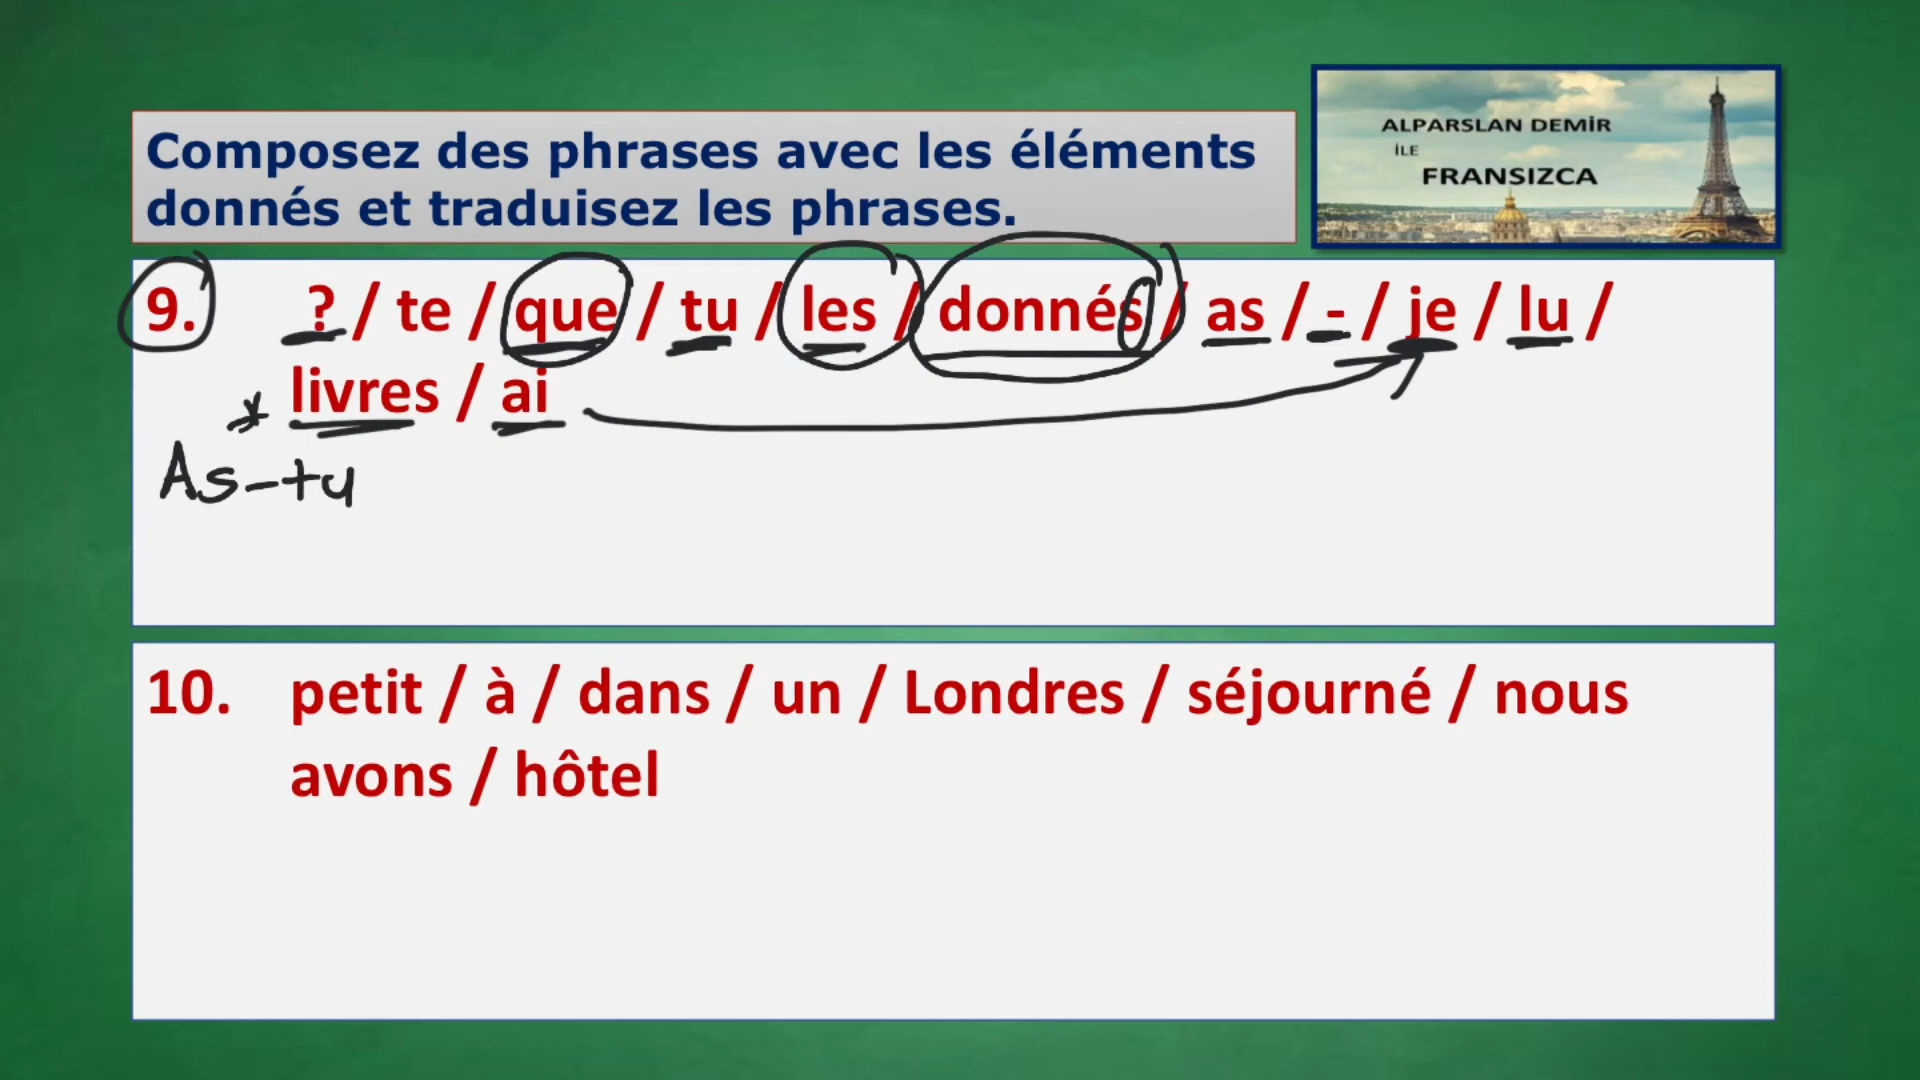 Composez des phrases avec les éléments
donnés et traduisez les phrases.
ALPARSLAN DEMİR
İLE
FRANSIZCA
9. ? / te / que / tu / les / donnés / as / - / je / lu /
livres / ai
As-tu
10. petit / à / dans / un / Londres / séjourné / nous
avons / hôtel